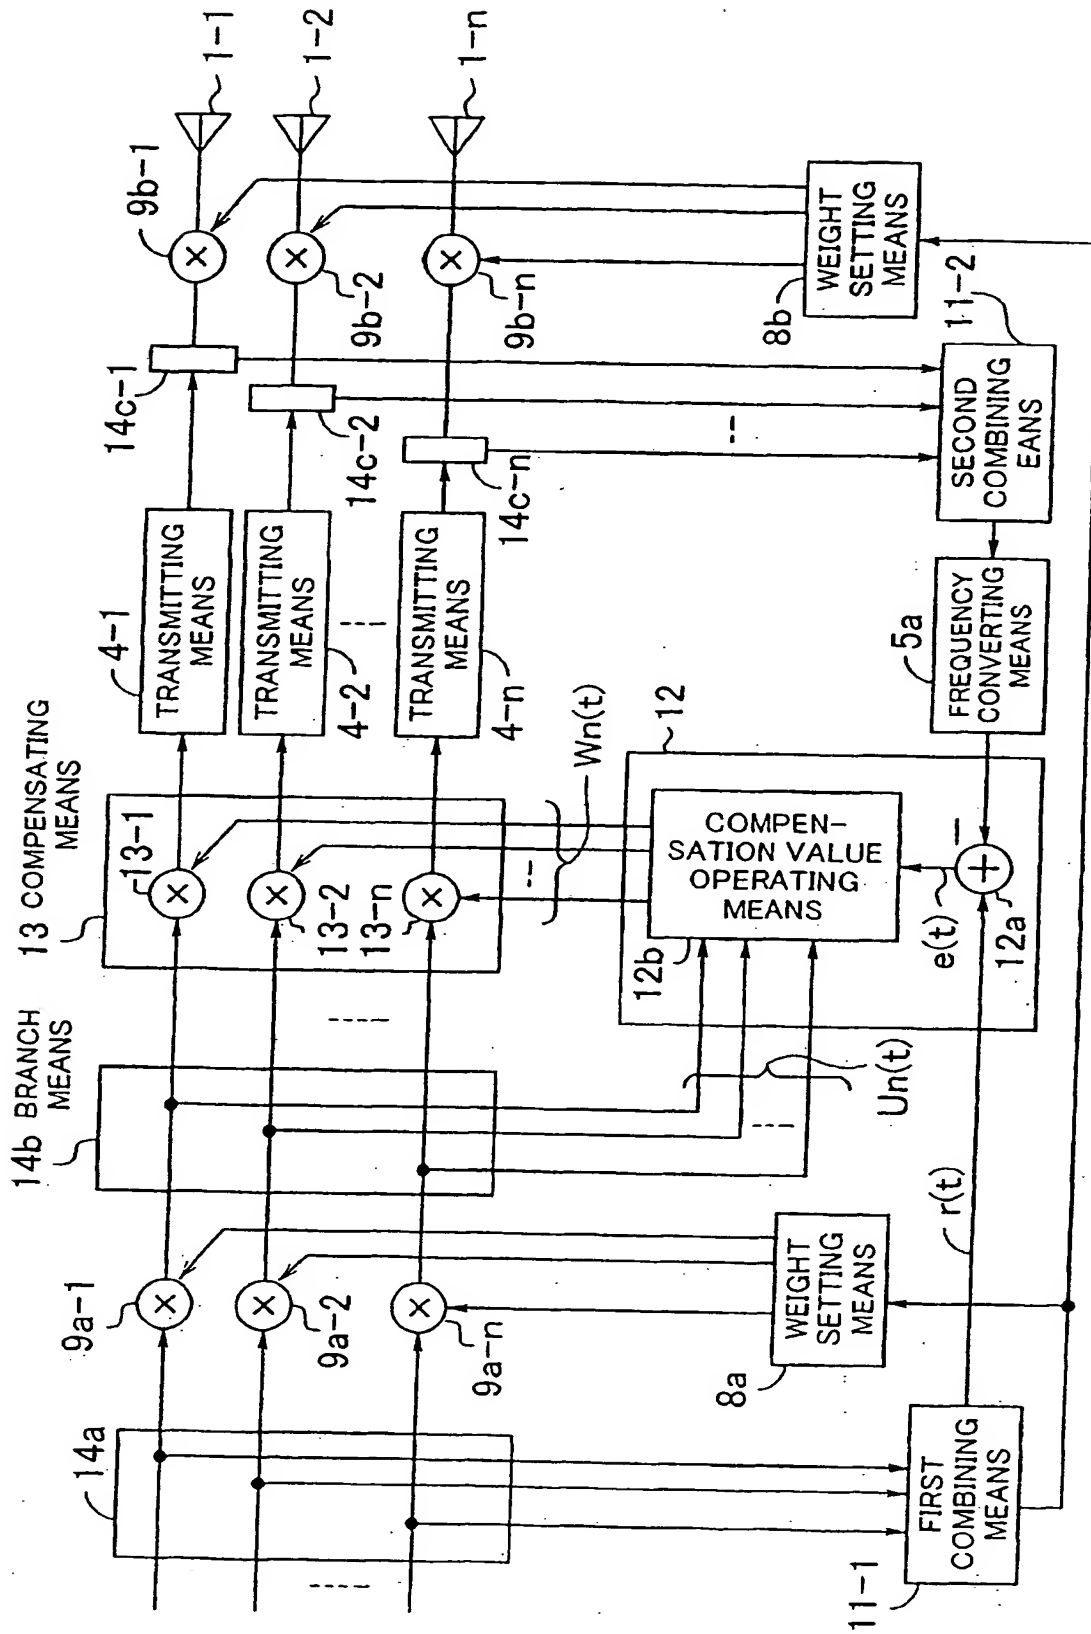 14a
9a-1
9a-2
9a-n
14b BRANCH
MEANS
13 COMPENSATING
MEANS
13-1
13-2
13-n
4-1
TRANSMITTING
MEANS
TRANSMITTING
MEANS
4-2
TRANSMITTING
MEANS
4-n
14c-1
14c-2
14c-n
9b-1
9b-2
9b-n
1-1
1-2
1-n
8b
WEIGHT
SETTING
MEANS
11-2
SECOND
COMBINING
EANS
5a
FREQUENCY
CONVERTING
MEANS
Wn(t)
12
COMPEN-
SATION VALUE
OPERATING
MEANS
12b
e(t)
12a
+
−
Un(t)
r(t)
8a
WEIGHT
SETTING
MEANS
11-1
FIRST
COMBINING
MEANS